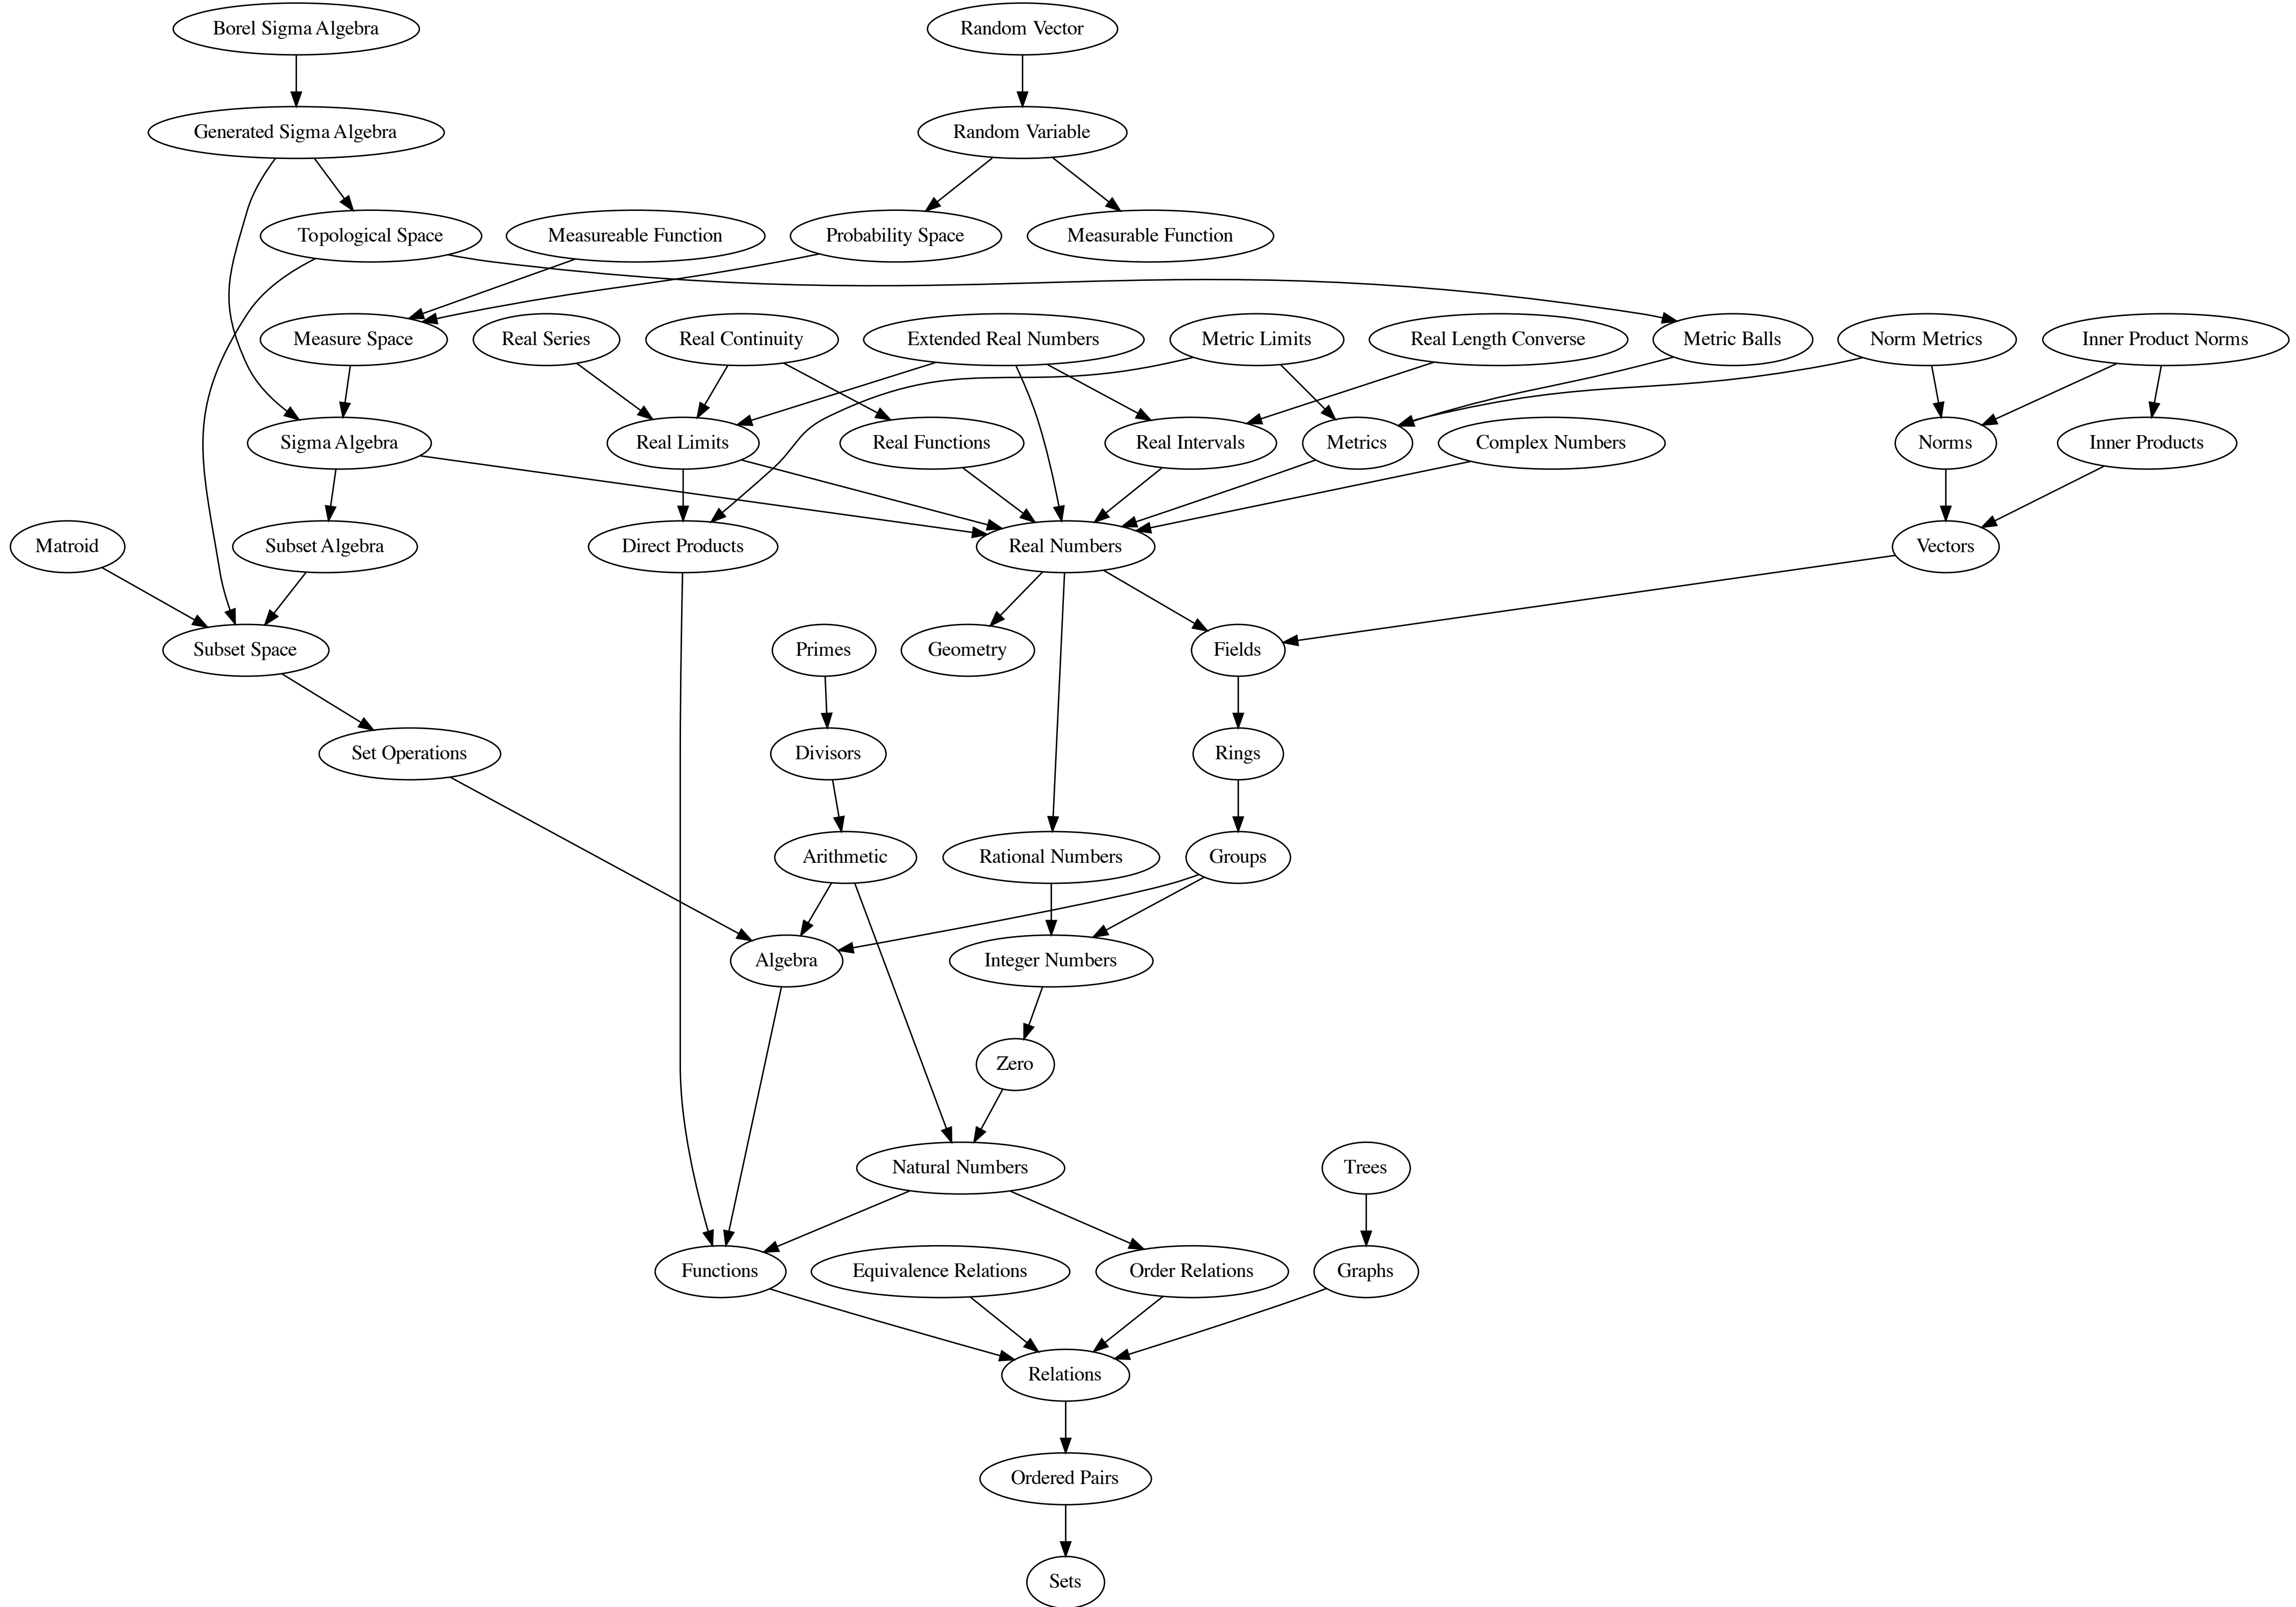 Borel Sigma Algebra
Random Vector
Generated Sigma Algebra
Random Variable
Topological Space
Measureable Function
Probability Space
Measurable Function
Measure Space
Real Series
Real Continuity
Extended Real Numbers
Metric Limits
Real Length Converse
Metric Balls
Norm Metrics
Inner Product Norms
Sigma Algebra
Real Limits
Real Functions
Real Intervals
Metrics
Complex Numbers
Norms
Inner Products
Matroid
Subset Algebra
Direct Products
Real Numbers
Vectors
Subset Space
Primes
Geometry
Fields
Set Operations
Divisors
Rings
Arithmetic
Rational Numbers
Groups
Algebra
Integer Numbers
Zero
Natural Numbers
Trees
Functions
Equivalence Relations
Order Relations
Graphs
Relations
Ordered Pairs
Sets